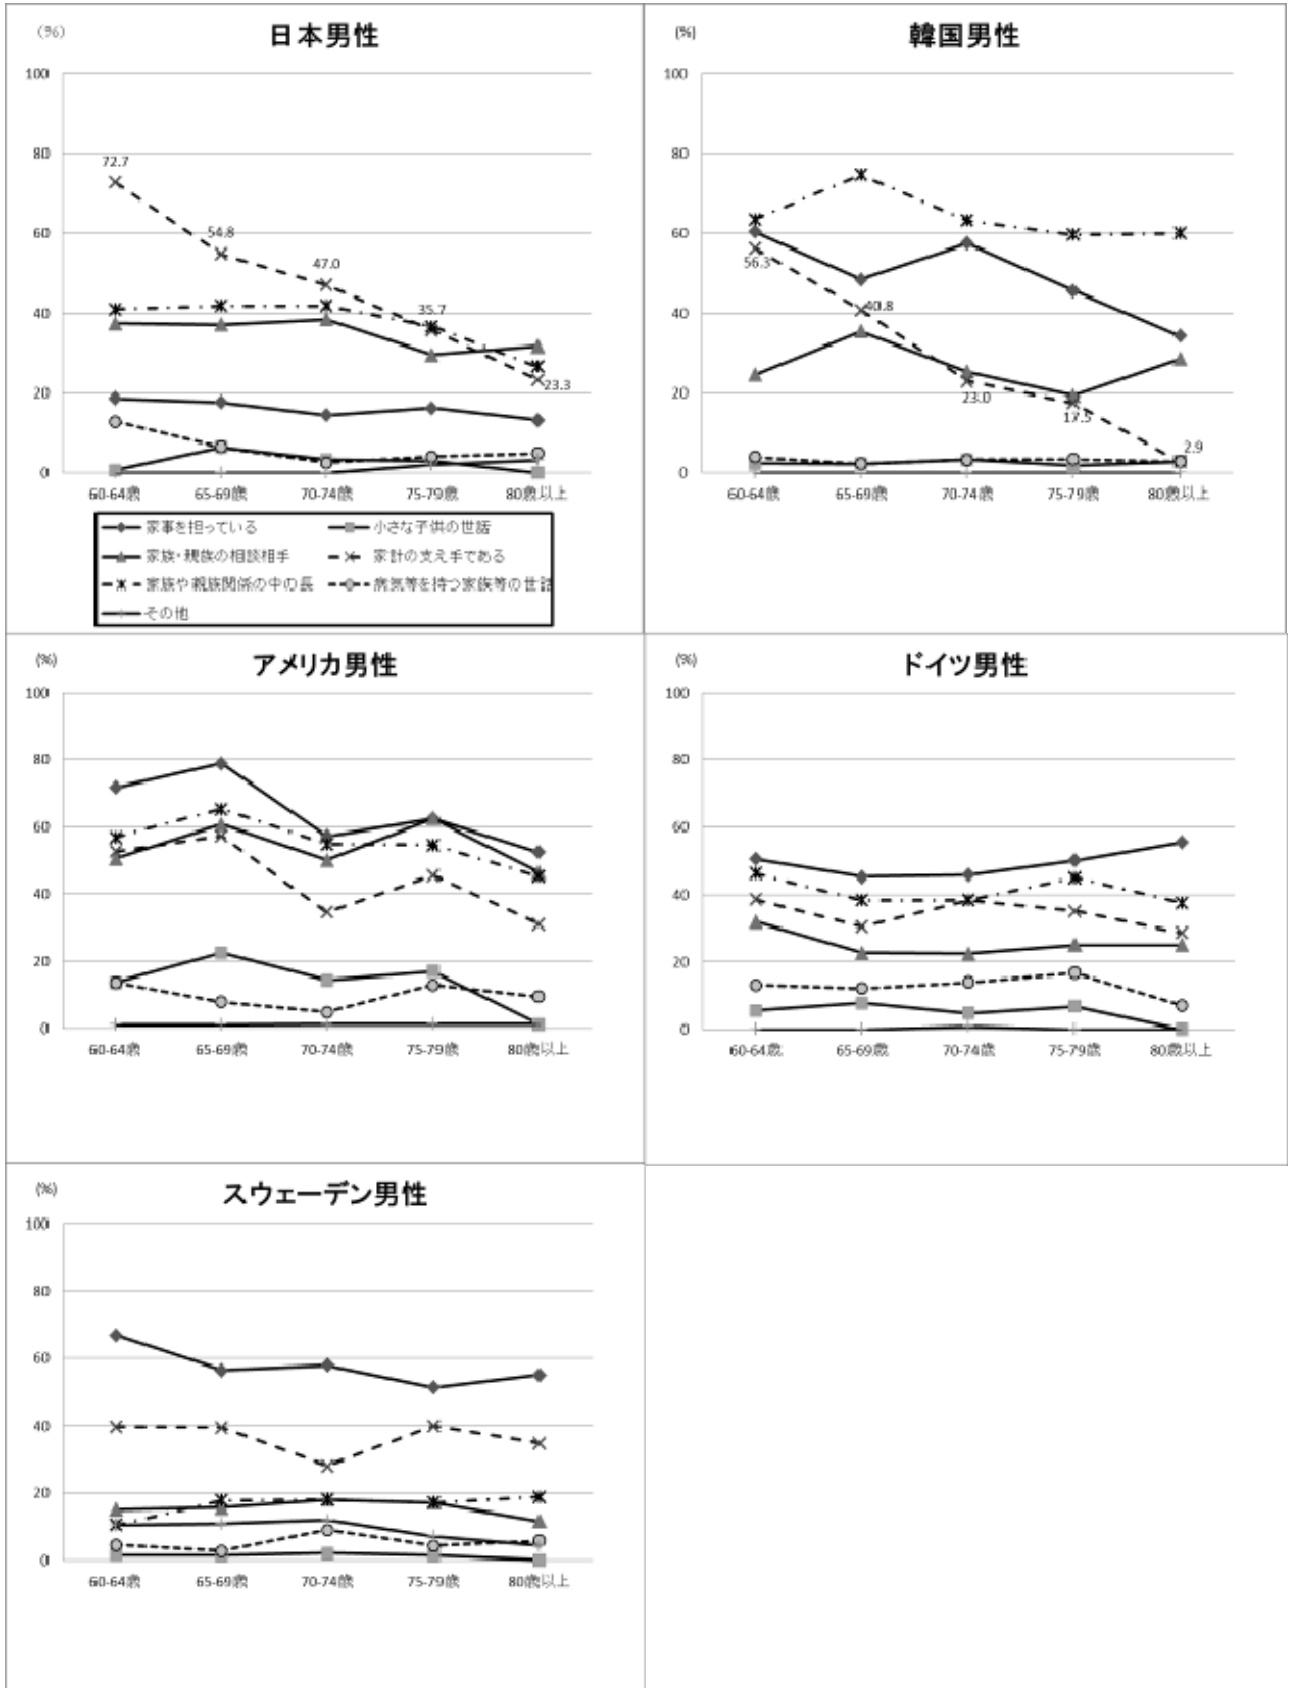 (%)
日本男性
100
80
60
40
20
0
72.7
54.8
47.0
35.7
23.3
60-64歳
65-69歳
70-74歳
75-79歳
80歳以上
家事を担っている
小さな子供の世話
家族・親族の相談相手
家計の支え手である
家族や親族関係の中の長
病気等を持つ家族等の世話
その他
(%)
韓国男性
100
80
60
40
20
0
56.3
40.8
23.0
17.5
2.9
60-64歳
65-69歳
70-74歳
75-79歳
80歳以上
(%)
アメリカ男性
100
80
60
40
20
0
60-64歳
65-69歳
70-74歳
75-79歳
80歳以上
(%)
ドイツ男性
100
80
60
40
20
0
60-64歳
65-69歳
70-74歳
75-79歳
80歳以上
(%)
スウェーデン男性
100
80
60
40
20
0
60-64歳
65-69歳
70-74歳
75-79歳
80歳以上